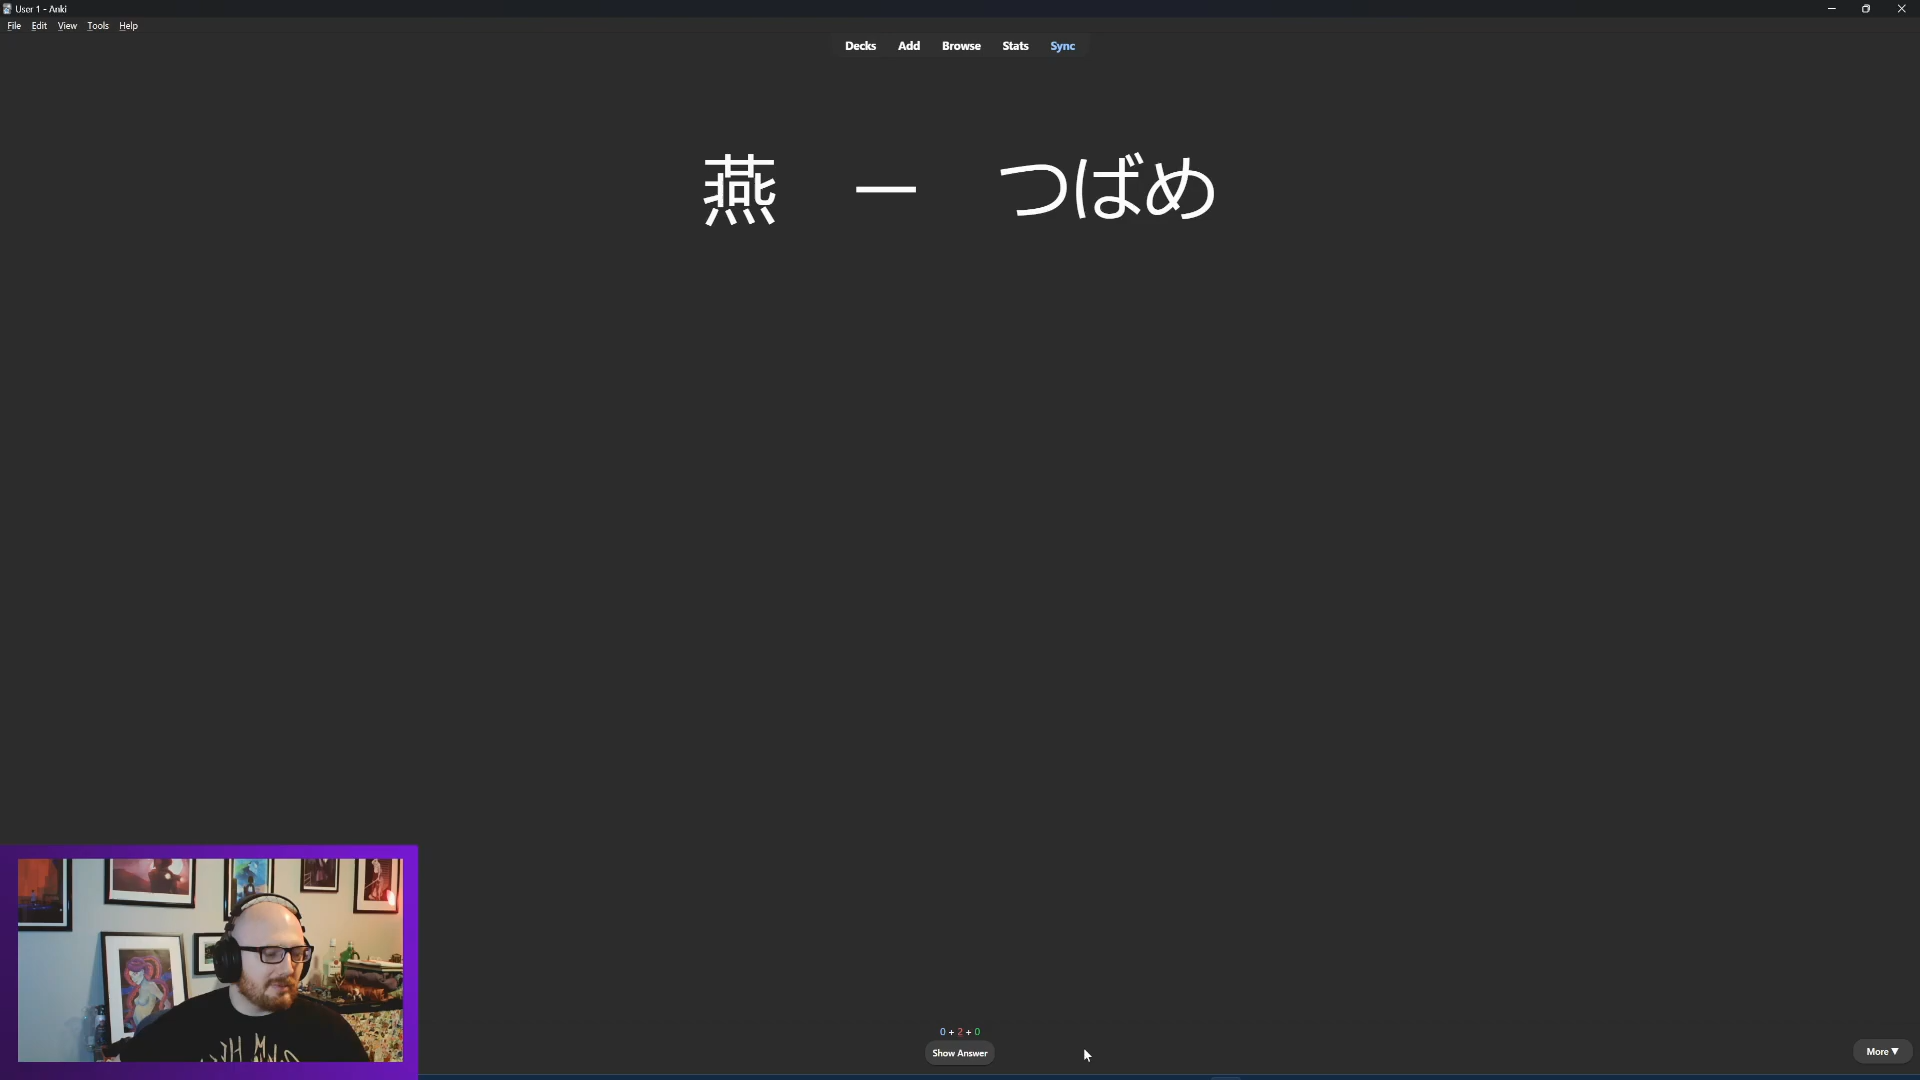 User 1 - Anki
File Edit View Tools Help
Decks Add Browse Stats Sync
燕 ー つばめ
0 + 2 + 0
Show Answer
More ▼